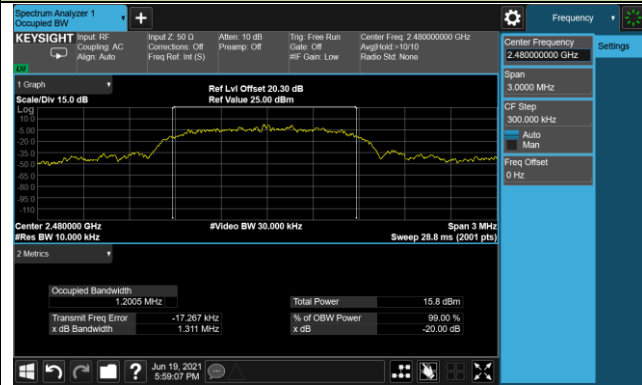 Spectrum Analyzer 1
Occupied BW
Frequency
KEYSIGHT Input: RF
Coupling: AC
Align: Auto
Input Z: 50 Ω
Corrections: Off
Freq Ref: Int (S)
Atten: 10 dB
Preamp: Off
Trig: Free Run
Gate: Off
#IF Gain: Low
Center Freq: 2.480000000 GHz
Avg|Hold:>10/10
Radio Std: None
1 Graph
Scale/Div 15.0 dB
Ref Lvl Offset 20.30 dB
Ref Value 25.00 dBm
Log
10.0
-5.00
-20.0
-35.0
-50.0
-65.0
-80.0
-95.0
-110
Center 2.480000 GHz
#Res BW 10.000 kHz
#Video BW 30.000 kHz
Span 3 MHz
Sweep 28.8 ms (2001 pts)
2 Metrics
Occupied Bandwidth
1.2005 MHz
Transmit Freq Error -17.267 kHz
x dB Bandwidth 1.311 MHz
Total Power 15.8 dBm
% of OBW Power 99.00 %
x dB -20.00 dB
Center Frequency
2.480000000 GHz
Settings
Span
3.0000 MHz
CF Step
300.000 kHz
Auto
Man
Freq Offset
0 Hz
Jun 19, 2021
5:59:07 PM